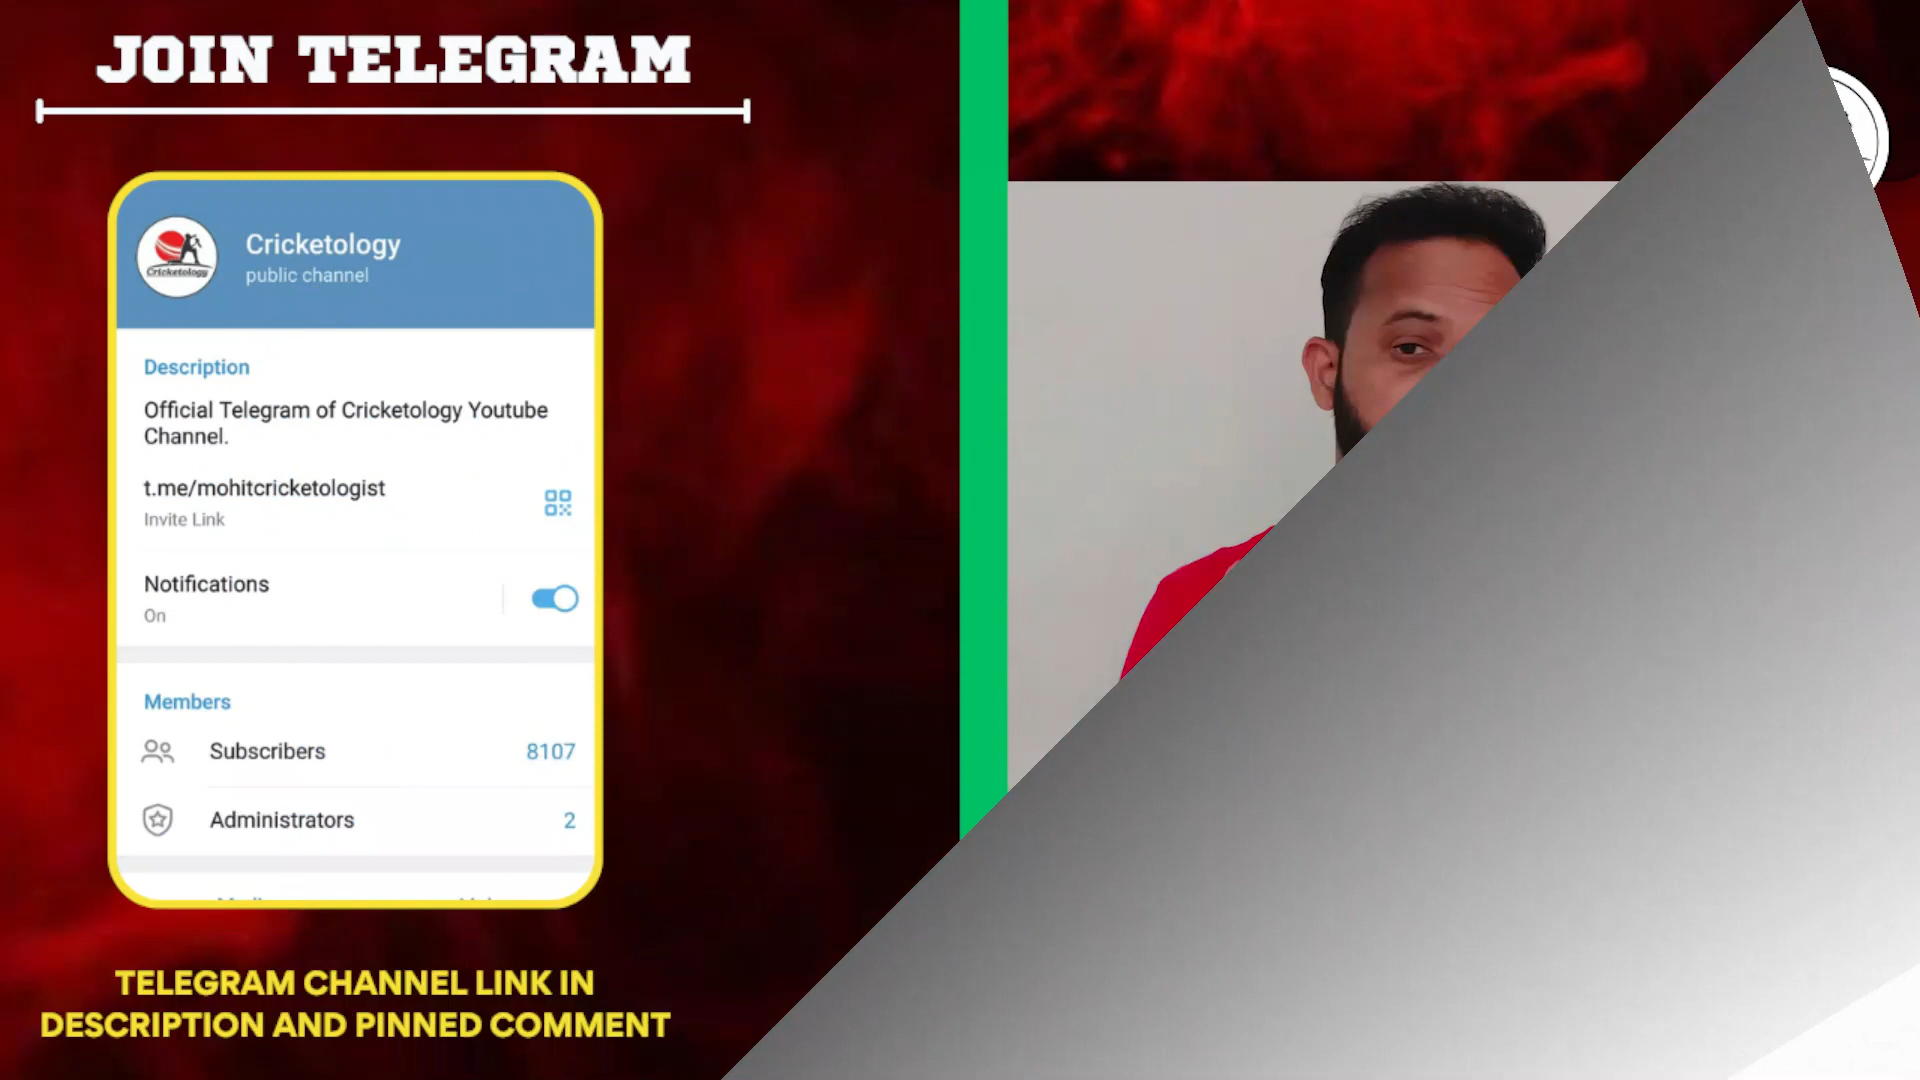 JOIN TELEGRAM
Cricketology
public channel
Cricketology
Description
Official Telegram of Cricketology Youtube
Channel.
t.me/mohitcricketologist
Invite Link
Notifications
On
Members
Subscribers 8107
Administrators 2
TELEGRAM CHANNEL LINK IN
DESCRIPTION AND PINNED COMMENT